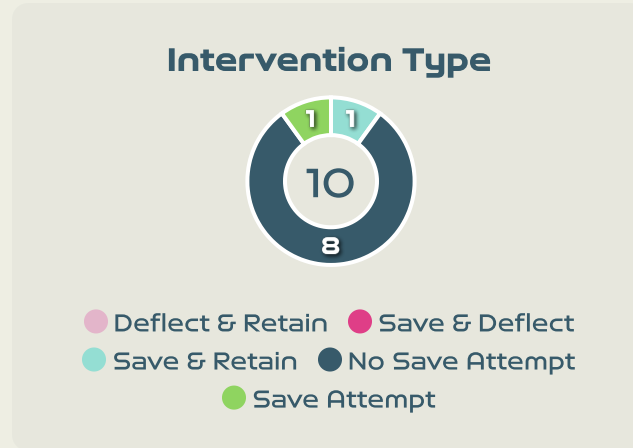 Intervention Type
1 1
10
8
Deflect & Retain Save & Deflect
Save & Retain No Save Attempt
Save Attempt